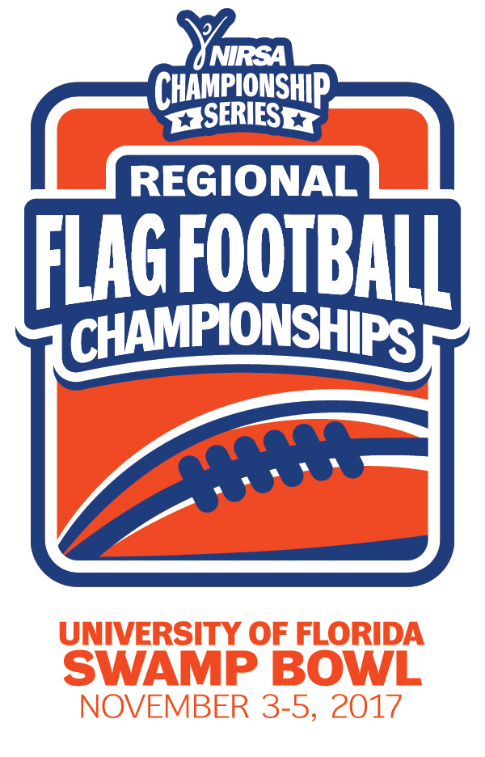 NIRSA
CHAMPIONSHIP
SERIES
REGIONAL
FLAG FOOTBALL
CHAMPIONSHIPS
UNIVERSITY OF FLORIDA
SWAMP BOWL
NOVEMBER 3-5, 2017